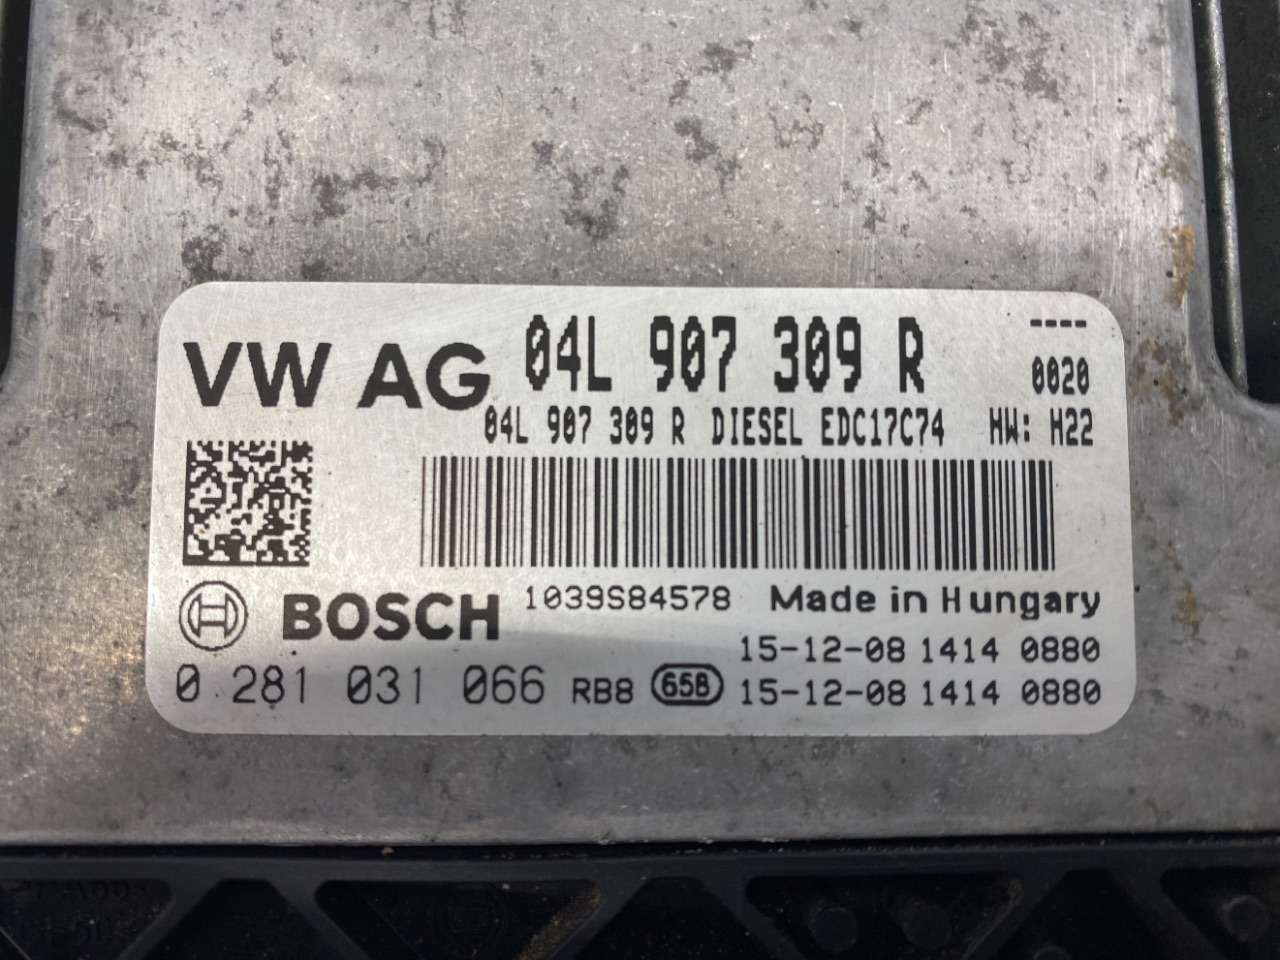 VW AG 04L 907 309 R ----
0020
04L 907 309 R DIESEL EDC17C74 HW: H22
BOSCH 1039S84578 Made in Hungary
15-12-08 1414 0880
0 281 031 066 RB8 65B 15-12-08 1414 0880